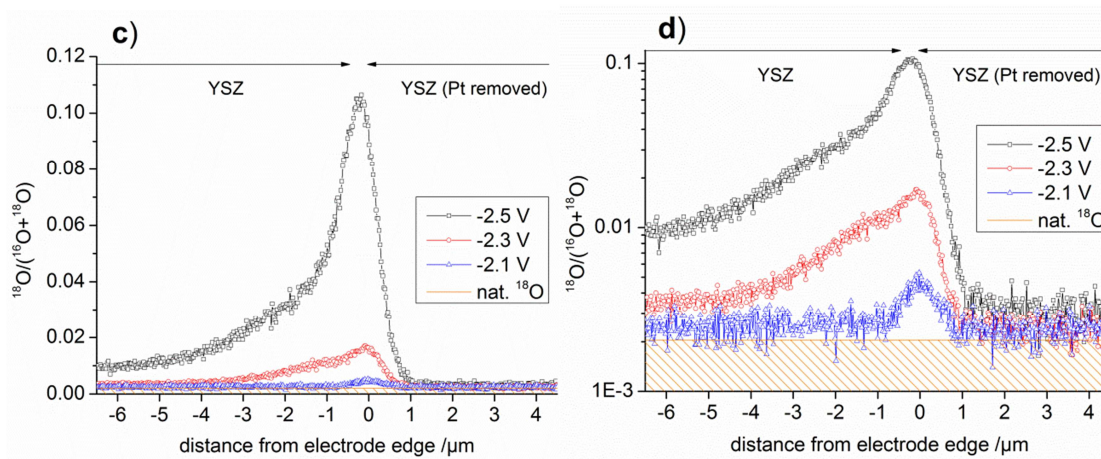 c)
YSZ
YSZ (Pt removed)
0.12
0.10
0.08
0.06
0.04
0.02
0.00
¹⁸O/(¹⁶O+¹⁸O)
-2.5 V
-2.3 V
-2.1 V
nat. ¹⁸O
-6 -5 -4 -3 -2 -1 0 1 2 3 4
distance from electrode edge /µm
d)
YSZ
YSZ (Pt removed)
0.1
0.01
1E-3
¹⁸O/(¹⁶O+¹⁸O)
-2.5 V
-2.3 V
-2.1 V
nat. ¹⁸O
-6 -5 -4 -3 -2 -1 0 1 2 3 4
distance from electrode edge /µm